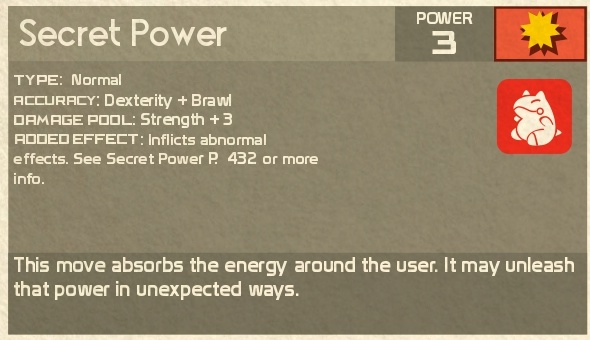 Secret Power
POWER
3
TYPE: Normal
ACCURACY: Dexterity + Brawl
DAMAGE POOL: Strength + 3
ADDED EFFECT: Inflicts abnormal
effects. See Secret Power P. 432 or more
info.
This move absorbs the energy around the user. It may unleash
that power in unexpected ways.